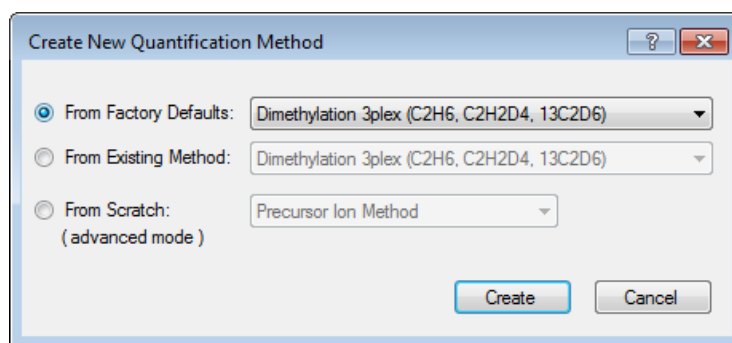 Create New Quantification Method
From Factory Defaults: Dimethylation 3plex (C2H6, C2H2D4, 13C2D6)
From Existing Method: Dimethylation 3plex (C2H6, C2H2D4, 13C2D6)
From Scratch: Precursor Ion Method
( advanced mode )
Create Cancel